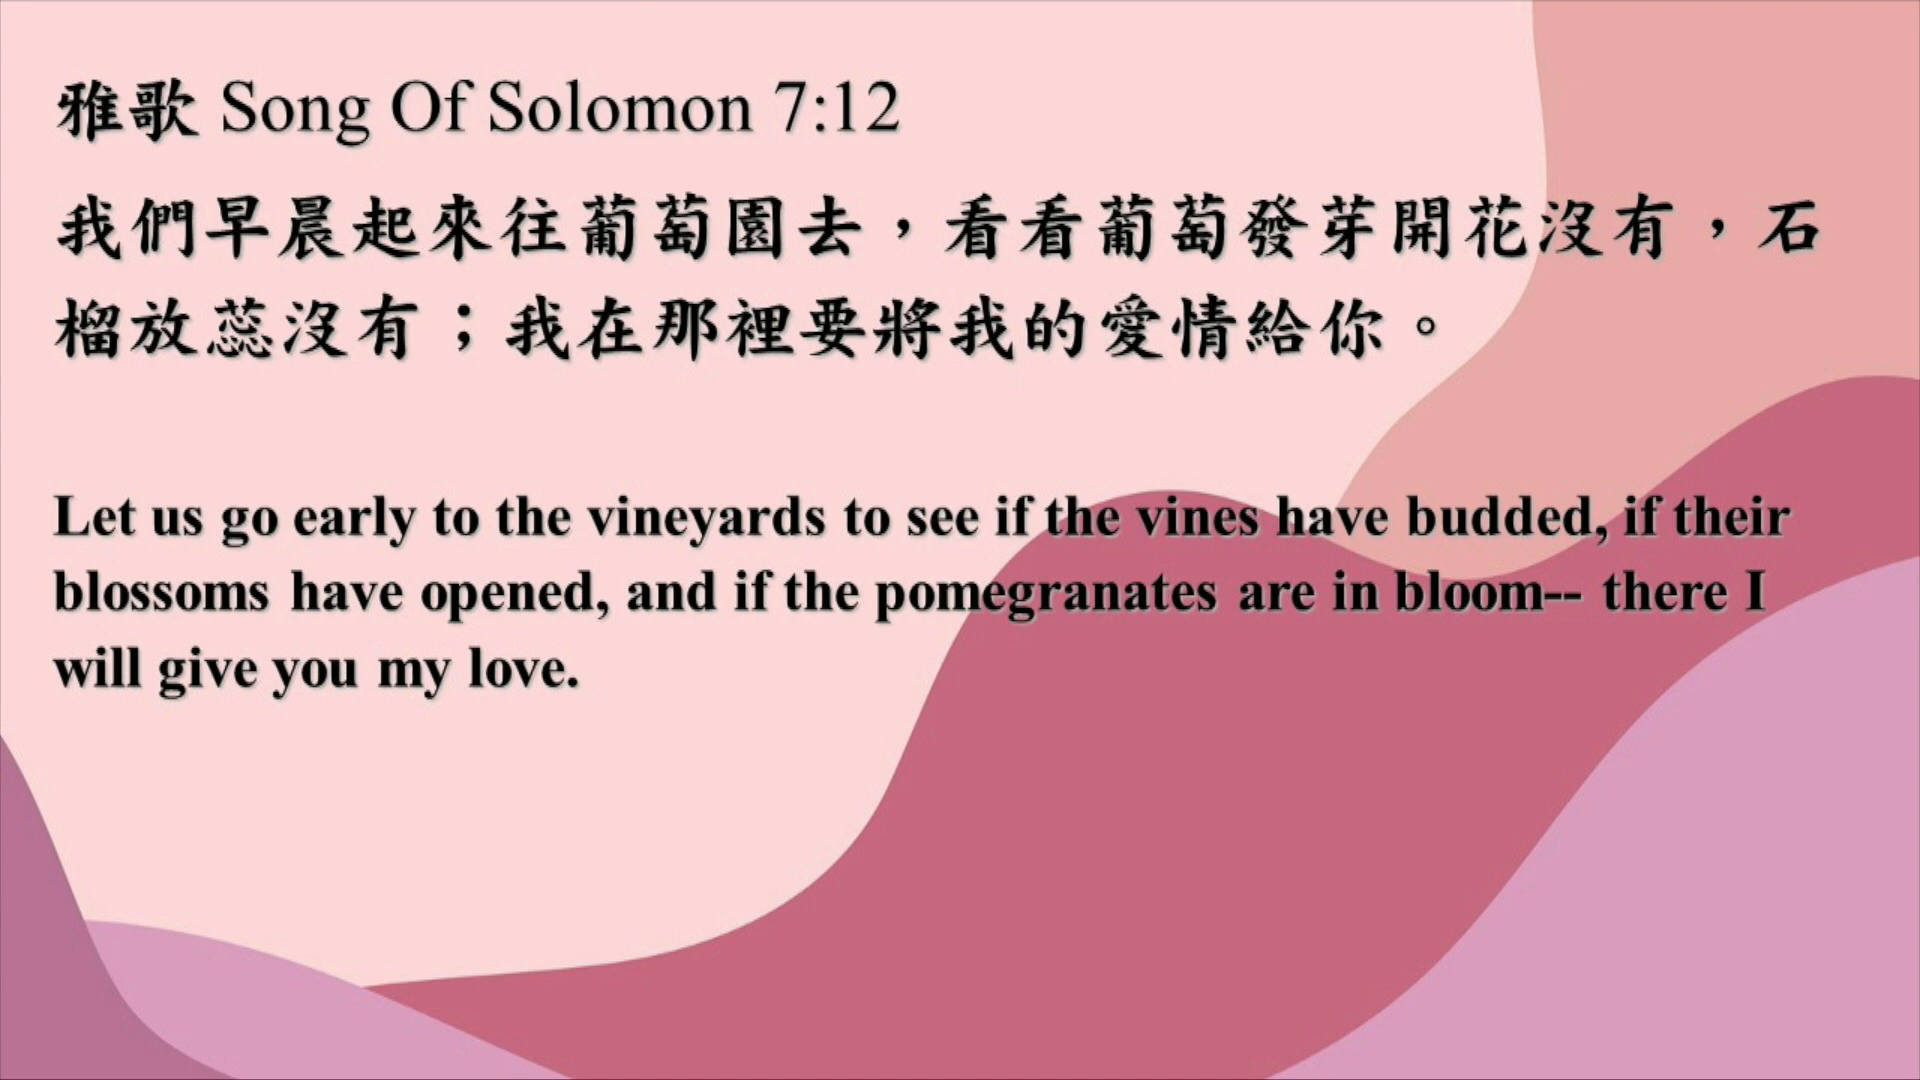 雅歌 Song Of Solomon 7:12
我們早晨起來往葡萄園去，看看葡萄發芽開花沒有，石
榴放蕊沒有；我在那裡要將我的愛情給你。
Let us go early to the vineyards to see if the vines have budded, if their
blossoms have opened, and if the pomegranates are in bloom-- there I
will give you my love.